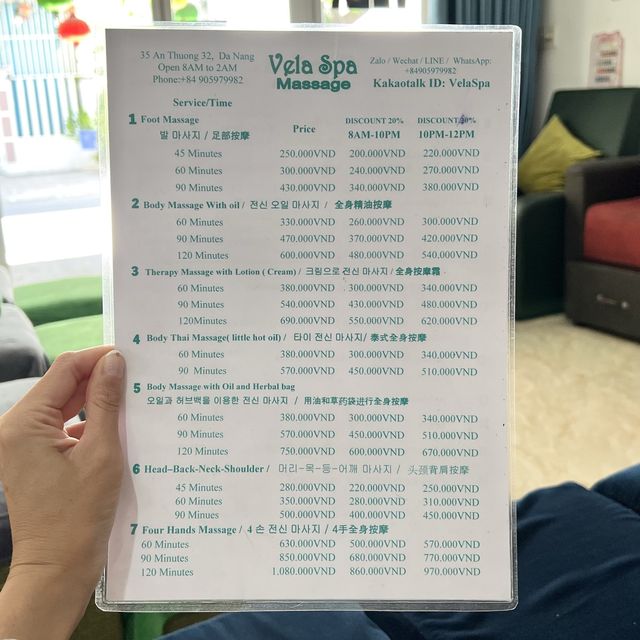 35 An Thuong 32, Da Nang
Open 8AM to 2AM
Phone:+84 905979982
Vela Spa
Massage
Zalo / Wechat / LINE / WhatsApp:
+84905979982
Kakaotalk ID: VelaSpa
Service/Time
1 Foot Massage
발 마사지 / 足部按摩
Price
DISCOUNT 20%
8AM-10PM
DISCOUNT
10PM-12PM
45 Minutes 250.000VND 200.000VND 220.000VND
60 Minutes 300.000VND 240.000VND 270.000VND
90 Minutes 430.000VND 340.000VND 380.000VND
2 Body Massage With oil / 전신 오일 마사지 / 全身精油按摩
60 Minutes 330.000VND 260.000VND 300.000VND
90 Minutes 470.000VND 370.000VND 420.000VND
120 Minutes 600.000VND 480.000VND 540.000VND
3 Therapy Massage with Lotion ( Cream) / 크림으로 전신 마사지 / 全身按摩霜
60 Minutes 380.000VND 300.000VND 340.000VND
90 Minutes 540.000VND 430.000VND 480.000VND
120Minutes 690.000VND 550.000VND 620.000VND
4 Body Thai Massage( little hot oil) / 타이 전신 마사지/ 泰式全身按摩
60 Minutes 380.000VND 300.000VND 340.000VND
90 Minutes 570.000VND 450.000VND 510.000VND
5 Body Massage with Oil and Herbal bag
오일과 허브백을 이용한 전신 마사지 / 用油和草药袋进行全身按摩
60 Minutes 380.000VND 300.000VND 340.000VND
90 Minutes 570.000VND 450.000VND 510.000VND
120 Minutes 750.000VND 600.000VND 670.000VND
6 Head-Back-Neck-Shoulder / 머리-목-등-어깨 마사지 / 头颈背肩按摩
45 Minutes 280.000VND 220.000VND 250.000VND
60 Minutes 350.000VND 280.000VND 310.000VND
90 Minutes 500.000VND 400.000VND 450.000VND
7 Four Hands Massage / 4 손 전신 마사지 / 4手全身按摩
60 Minutes 630.000VND 500.000VND 570.000VND
90 Minutes 850.000VND 680.000VND 770.000VND
120 Minutes 1.080.000VND 860.000VND 970.000VND